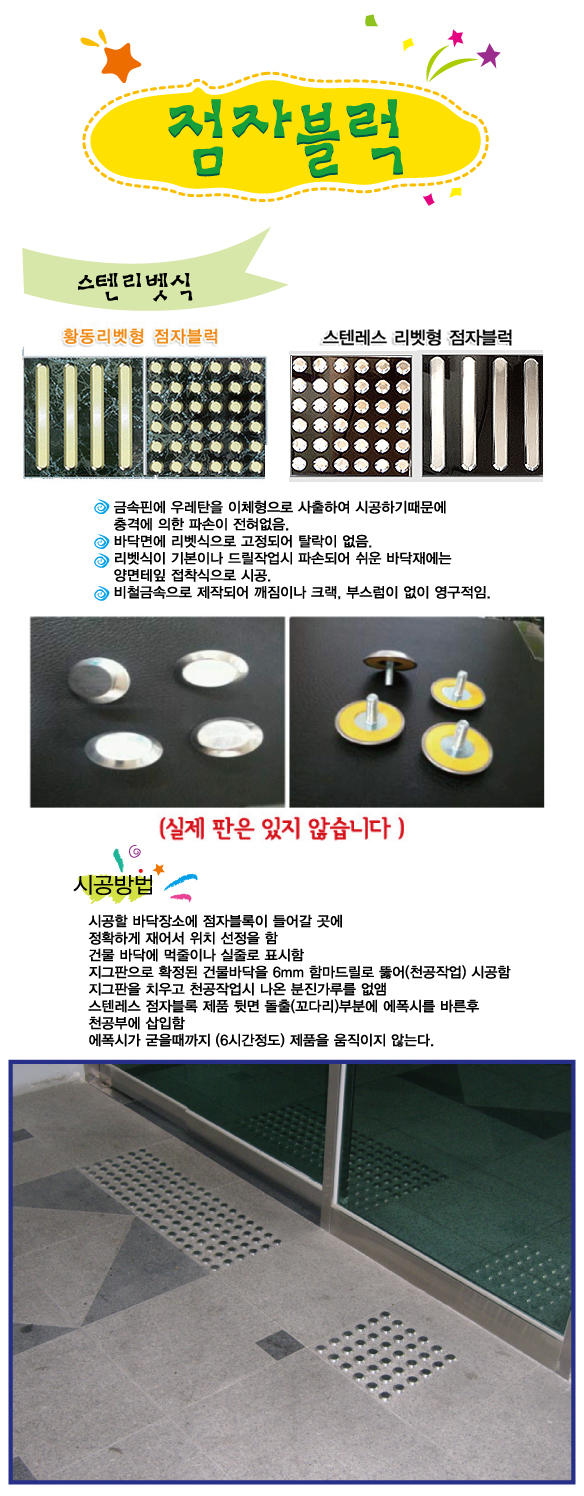 점자블럭
스텐리벳식
황동리벳형 점자블럭
스텐레스 리벳형 점자블럭
금속핀에 우레탄을 이체형으로 사출하여 시공하기때문에
충격에 의한 파손이 전혀없음.
바닥면에 리벳식으로 고정되어 탈락이 없음.
리벳식이 기본이나 드릴작업시 파손되어 쉬운 바닥재에는
양면테잎 접착식으로 시공.
비철금속으로 제작되어 깨짐이나 크랙, 부스럼이 없이 영구적임.
(실제 판은 있지 않습니다 )
시공방법
시공할 바닥장소에 점자블록이 들어갈 곳에
정확하게 재어서 위치 선정을 함
건물 바닥에 먹줄이나 실줄로 표시함
지그판으로 확정된 건물바닥을 6mm 함마드릴로 뚫어(천공작업) 시공함
지그판을 치우고 천공작업시 나온 분진가루를 없앰
스텐레스 점자블록 제품 뒷면 돌출(꼬다리)부분에 에폭시를 바른후
천공부에 삽입함
에폭시가 굳을때까지 (6시간정도) 제품을 움직이지 않는다.